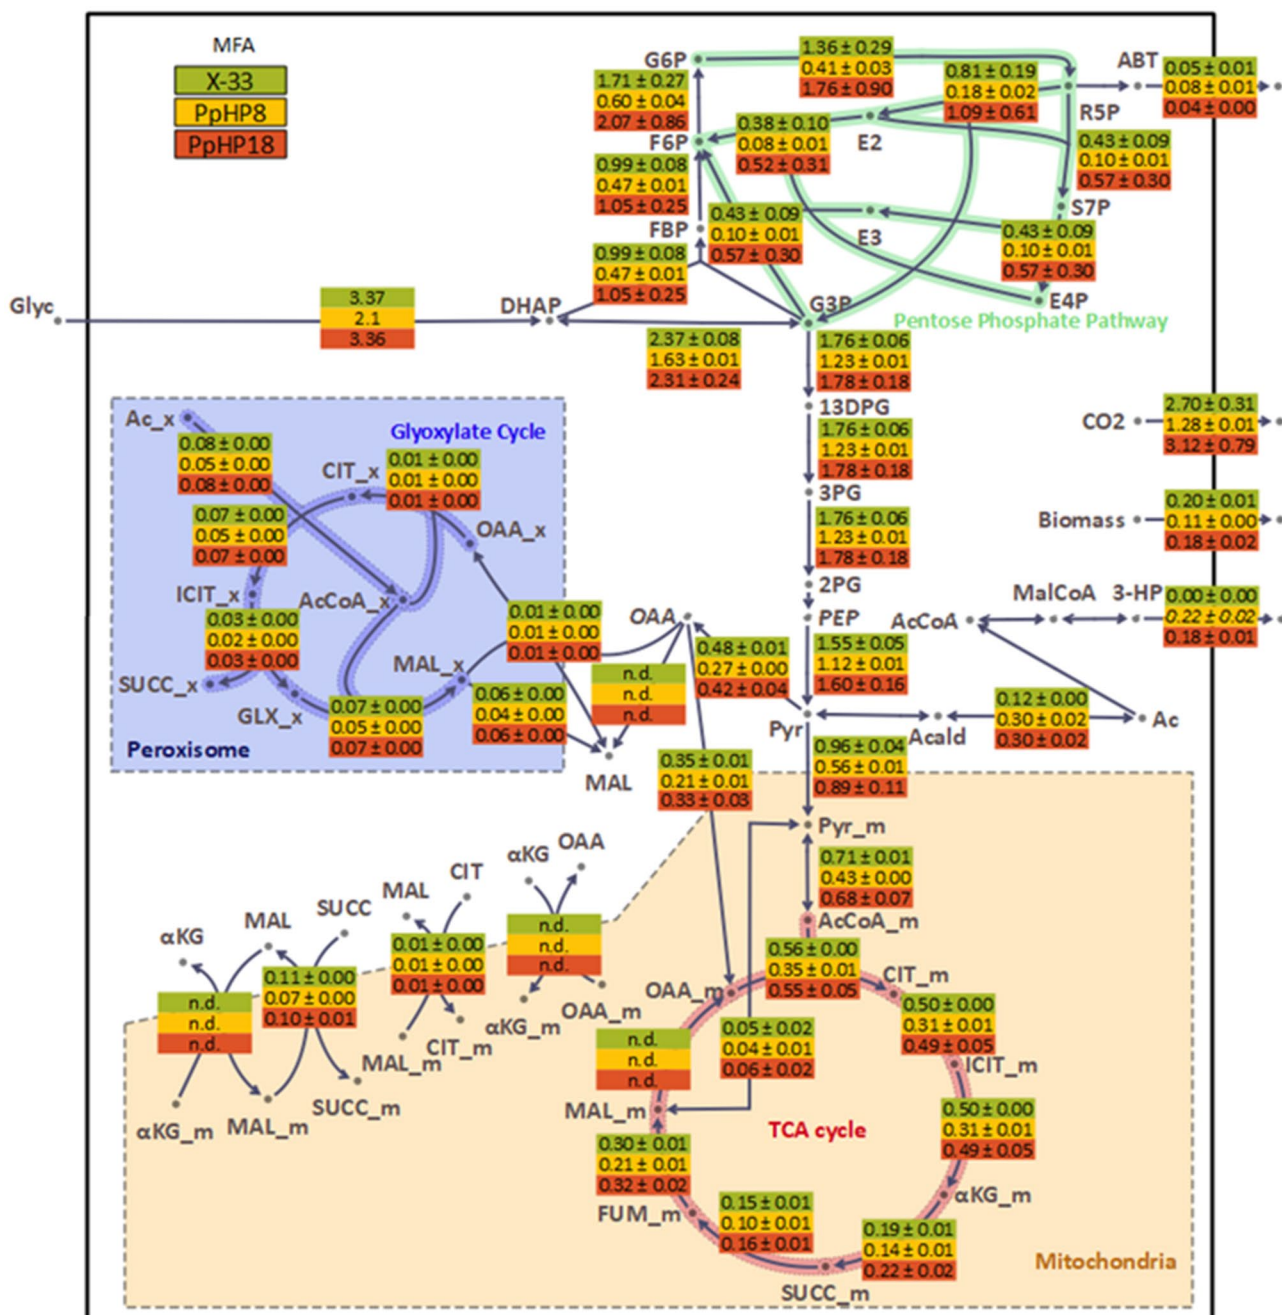 MFA
X-33
PpHP8
PpHP18
G6P
1.36 ± 0.29
0.41 ± 0.03
1.76 ± 0.90
0.81 ± 0.19
0.18 ± 0.02
1.09 ± 0.61
ABT
0.05 ± 0.01
0.08 ± 0.01
0.04 ± 0.00
1.71 ± 0.27
0.60 ± 0.04
2.07 ± 0.86
R5P
F6P
0.38 ± 0.10
0.08 ± 0.01
0.52 ± 0.31
E2
0.43 ± 0.09
0.10 ± 0.01
0.57 ± 0.30
0.99 ± 0.08
0.47 ± 0.01
1.05 ± 0.25
S7P
FBP
0.43 ± 0.09
0.10 ± 0.01
0.57 ± 0.30
E3
0.43 ± 0.09
0.10 ± 0.01
0.57 ± 0.30
0.99 ± 0.08
0.47 ± 0.01
1.05 ± 0.25
Glyc
3.37
2.1
3.36
DHAP
G3P
E4P
Pentose Phosphate Pathway
2.37 ± 0.08
1.63 ± 0.01
2.31 ± 0.24
1.76 ± 0.06
1.23 ± 0.01
1.78 ± 0.18
13DPG
CO2
2.70 ± 0.31
1.28 ± 0.01
3.12 ± 0.79
Ac_x
Glyoxylate Cycle
0.08 ± 0.00
0.05 ± 0.00
0.08 ± 0.00
CIT_x
0.01 ± 0.00
0.01 ± 0.00
0.01 ± 0.00
1.76 ± 0.06
1.23 ± 0.01
1.78 ± 0.18
3PG
0.07 ± 0.00
0.05 ± 0.00
0.07 ± 0.00
OAA_x
1.76 ± 0.06
1.23 ± 0.01
1.78 ± 0.18
Biomass
0.20 ± 0.01
0.11 ± 0.00
0.18 ± 0.02
ICIT_x
AcCoA_x
2PG
0.03 ± 0.00
0.02 ± 0.00
0.03 ± 0.00
0.01 ± 0.00
0.01 ± 0.00
0.01 ± 0.00
OAA
PEP
AcCoA
MalCoA
3-HP
0.00 ± 0.00
0.22 ± 0.02
0.18 ± 0.01
SUCC_x
MAL_x
n.d.
n.d.
n.d.
0.48 ± 0.01
0.27 ± 0.00
0.42 ± 0.04
1.55 ± 0.05
1.12 ± 0.01
1.60 ± 0.16
GLX_x
0.07 ± 0.00
0.05 ± 0.00
0.07 ± 0.00
0.06 ± 0.00
0.04 ± 0.00
0.06 ± 0.00
0.12 ± 0.00
0.30 ± 0.02
0.30 ± 0.02
Pyr
Acald
Ac
Peroxisome
MAL
0.35 ± 0.01
0.21 ± 0.01
0.33 ± 0.03
0.96 ± 0.04
0.56 ± 0.01
0.89 ± 0.11
Pyr_m
αKG
OAA
0.71 ± 0.01
0.43 ± 0.00
0.68 ± 0.07
CIT
MAL
SUCC
MAL
αKG
n.d.
n.d.
n.d.
AcCoA_m
0.01 ± 0.00
0.01 ± 0.00
0.01 ± 0.00
0.56 ± 0.00
0.35 ± 0.01
0.55 ± 0.05
0.11 ± 0.00
0.07 ± 0.00
0.10 ± 0.01
CIT_m
n.d.
n.d.
n.d.
OAA_m
0.50 ± 0.00
0.31 ± 0.01
0.49 ± 0.05
αKG_m
OAA_m
n.d.
n.d.
n.d.
0.05 ± 0.02
0.04 ± 0.01
0.06 ± 0.02
MAL_m
CIT_m
ICIT_m
SUCC_m
MAL_m
0.50 ± 0.00
0.31 ± 0.01
0.49 ± 0.05
αKG_m
MAL_m
TCA cycle
0.30 ± 0.01
0.21 ± 0.01
0.32 ± 0.02
αKG_m
FUM_m
0.15 ± 0.01
0.10 ± 0.01
0.16 ± 0.01
0.19 ± 0.01
0.14 ± 0.01
0.22 ± 0.02
Mitochondria
SUCC_m